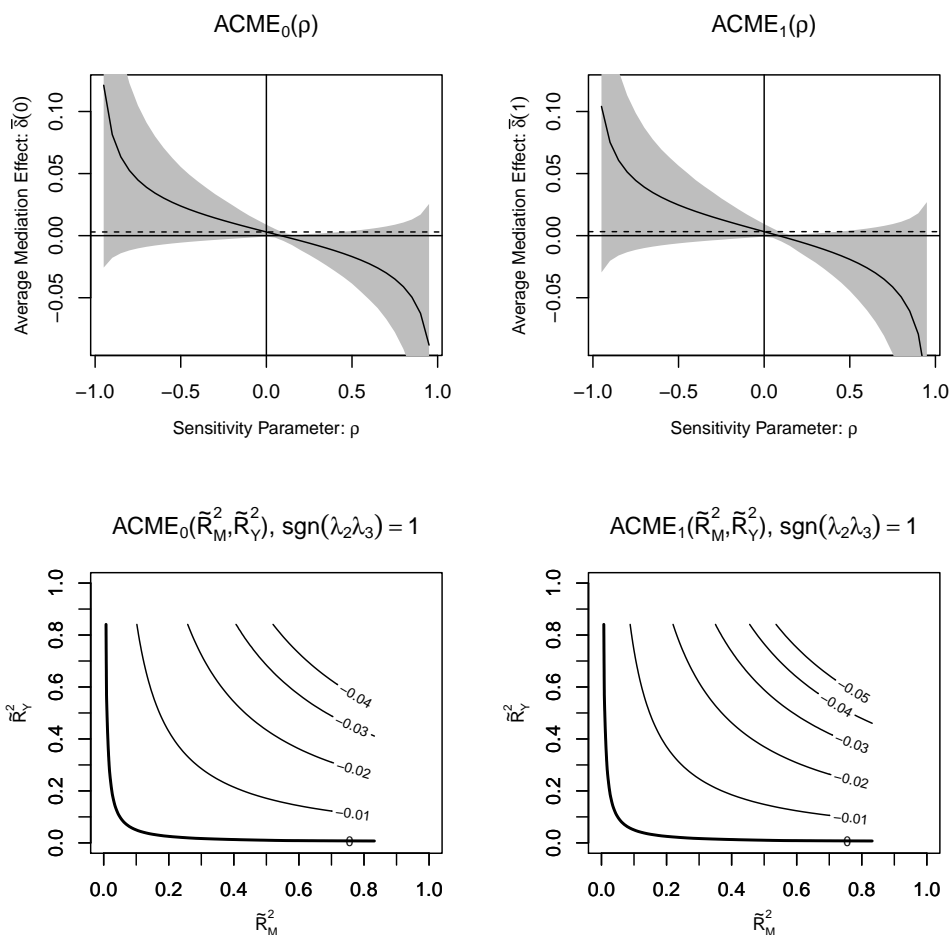 ACME₀(ρ)
Average Mediation Effect: δ̄(0)
0.10
0.05
0.00
−0.05
−1.0 −0.5 0.0 0.5 1.0
Sensitivity Parameter: ρ
ACME₁(ρ)
Average Mediation Effect: δ̄(1)
0.10
0.05
0.00
−0.05
−1.0 −0.5 0.0 0.5 1.0
Sensitivity Parameter: ρ
ACME₀(R̃²_M,R̃²_Y), sgn(λ₂λ₃) = 1
R̃²_Y
1.0
0.8
0.6
0.4
0.2
0.0
−0.04
−0.03
−0.02
−0.01
0
0.0 0.2 0.4 0.6 0.8 1.0
R̃²_M
ACME₁(R̃²_M,R̃²_Y), sgn(λ₂λ₃) = 1
R̃²_Y
1.0
0.8
0.6
0.4
0.2
0.0
−0.05
−0.04
−0.03
−0.02
−0.01
0
0.0 0.2 0.4 0.6 0.8 1.0
R̃²_M